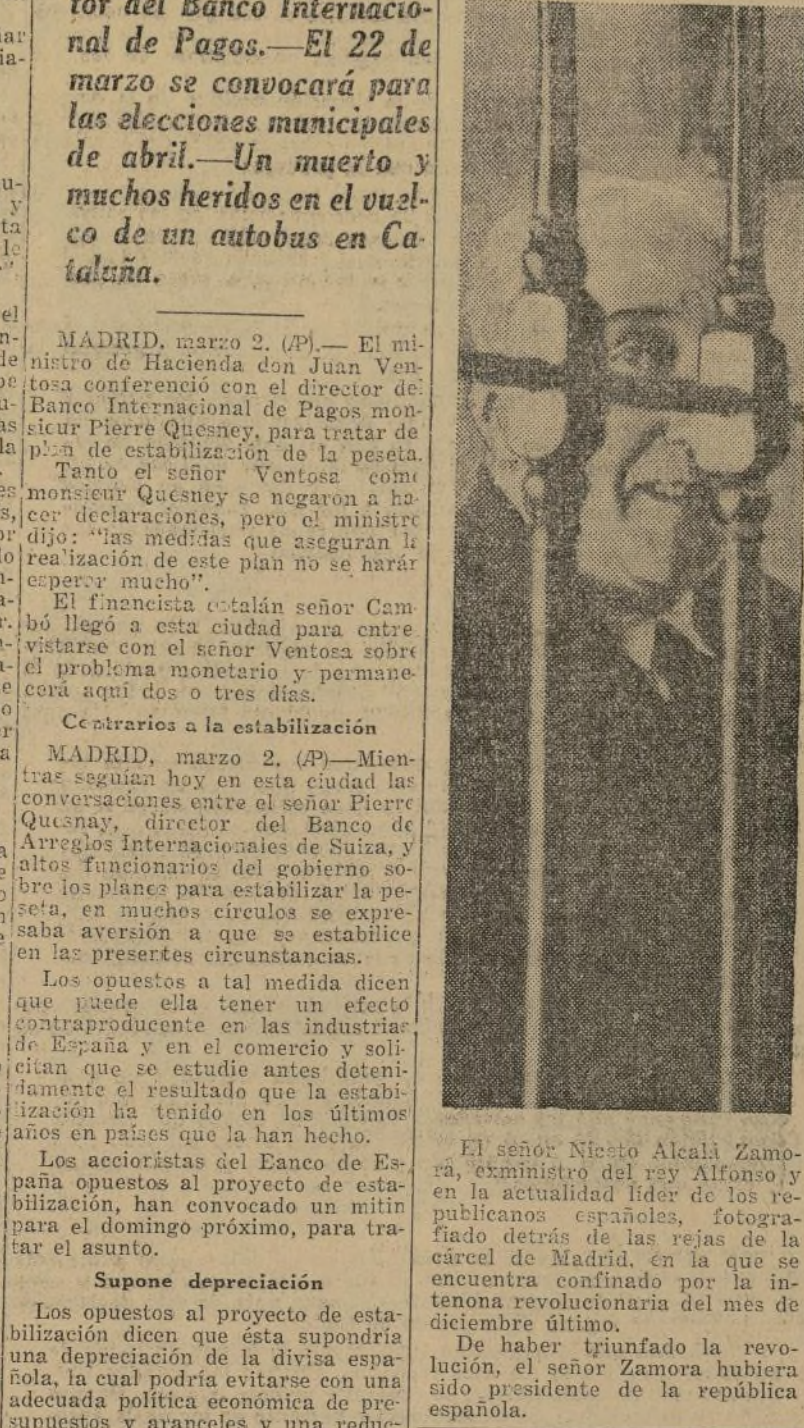 tor del Banco Internacio-
nal de Pagos.—El 22 de
marzo se convocará para
las elecciones municipales
de abril.—Un muerto y
muchos heridos en el vuel-
co de un autobas en Ca-
taluña.
MADRID, marzo 2. (AP).— El mi-
nistro de Hacienda don Juan Ven-
tosa conferenció con el director del
Banco Internacional de Pagos mon-
sieur Pierre Quesney, para tratar de
plan de estabilización de la peseta.
Tanto el señor Ventosa como
monsieur Quesney se negaron a ha-
cer declaraciones, pero el ministro
dijo: "las medidas que aseguran la
realización de este plan no se harán
esperar mucho".
El financista catalán señor Cam-
bó llegó a esta ciudad para entre
vistarse con el señor Ventosa sobre
el problema monetario y permane-
cerá aquí dos o tres días.
Contrarios a la estabilización
MADRID, marzo 2. (AP)—Mien-
tras seguían hoy en esta ciudad las
conversaciones entre el señor Pierre
Quesnay, director del Banco de
Arreglos Internacionales de Suiza, y
altos funcionarios del gobierno so-
bre los planes para estabilizar la pe-
seta, en muchos círculos se expre-
saba aversión a que se estabilice
en las presentes circunstancias.
Los opuestos a tal medida dicen
que puede ella tener un efecto
contraproducente en las industrias
de España y en el comercio y soli-
citan que se estudie antes deteni-
damente el resultado que la estabi-
lización ha tenido en los últimos
años en países que la han hecho.
Los accionistas del Banco de Es-
paña opuestos al proyecto de esta-
bilización, han convocado un mitin
para el domingo próximo, para tra-
tar el asunto.
Supone depreciación
Los opuestos al proyecto de esta-
bilización dicen que ésta supondría
una depreciación de la divisa espa-
ñola, la cual podría evitarse con una
adecuada política económica de pre-
supuestos y aranceles y una reduc-
El señor Niceto Alcalá Zamo-
ra, exministro del rey Alfonso y
en la actualidad líder de los re-
publicanos españoles, fotogra-
fiado detrás de las rejas de la
cárcel de Madrid, en la que se
encuentra confinado por la in-
tenona revolucionaria del mes de
diciembre último.
De haber triunfado la revo-
lución, el señor Zamora hubiera
sido presidente de la república
española.